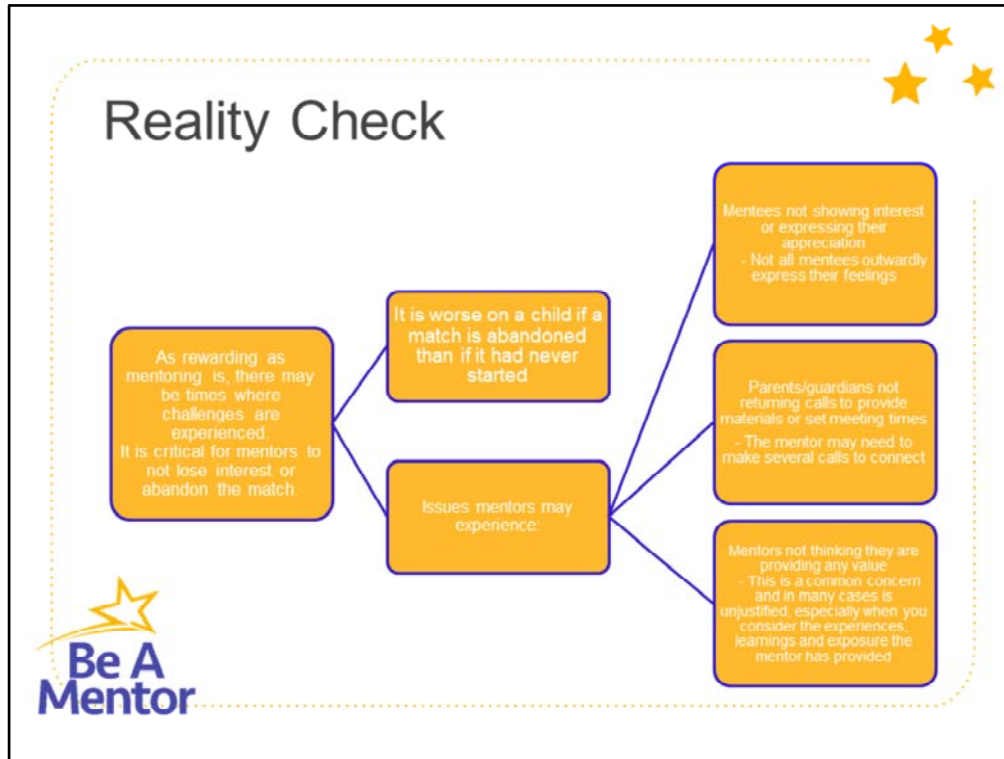 Reality Check
As rewarding as
mentoring is, there may
be times where
challenges are
experienced.
It is critical for mentors to
not lose interest or
abandon the match.
It is worse on a child if a
match is abandoned
than if it had never
started
Issues mentors may
experience:
Mentees not showing interest
or expressing their
appreciation
- Not all mentees outwardly
express their feelings
Parents/guardians not
returning calls to provide
materials or set meeting times
- The mentor may need to
make several calls to connect
Mentors not thinking they are
providing any value
- This is a common concern
and in many cases is
unjustified, especially when you
consider the experiences,
learnings and exposure the
mentor has provided
Be A
Mentor